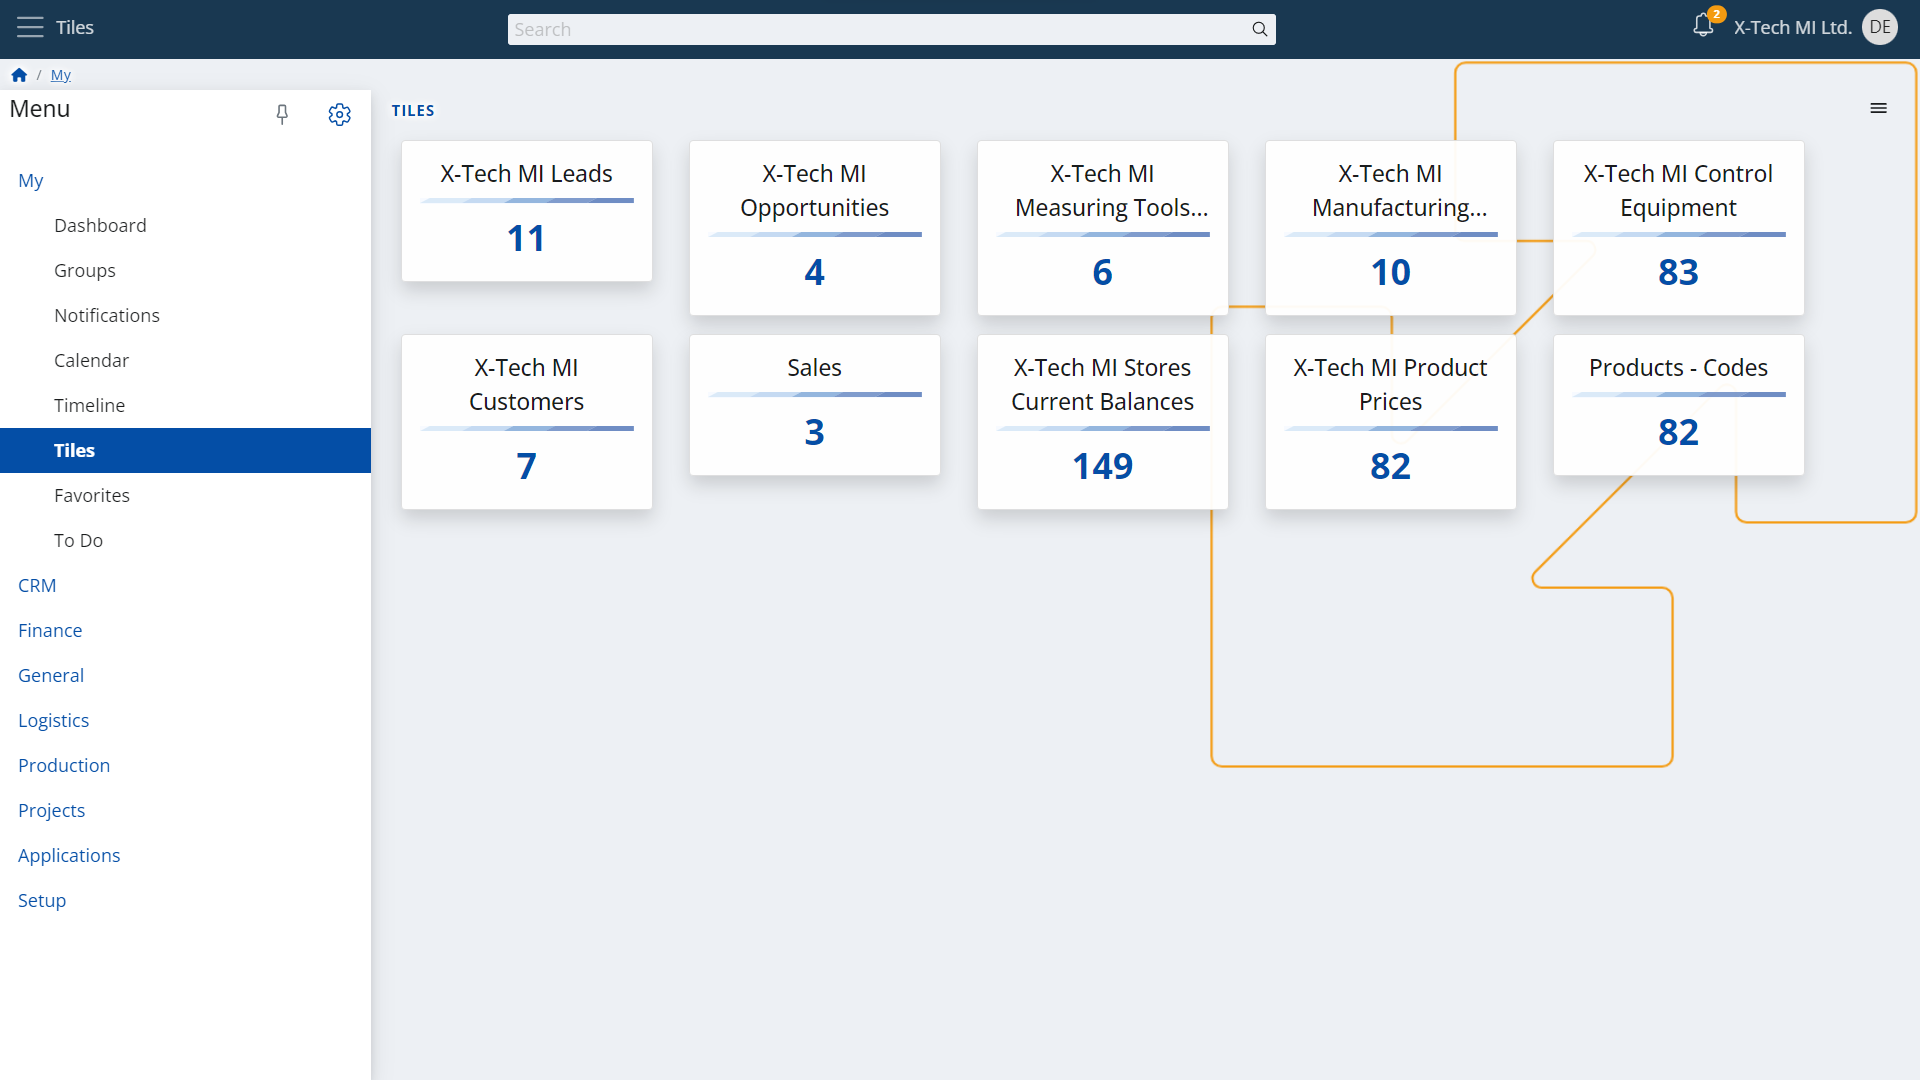 Tiles
Search
2
X-Tech MI Ltd.
DE
/ My
Menu
My
Dashboard
Groups
Notifications
Calendar
Timeline
Tiles
Favorites
To Do
CRM
Finance
General
Logistics
Production
Projects
Applications
Setup
TILES
X-Tech MI Leads
11
X-Tech MI
Opportunities
4
X-Tech MI
Measuring Tools...
6
X-Tech MI
Manufacturing...
10
X-Tech MI Control
Equipment
83
X-Tech MI
Customers
7
Sales
3
X-Tech MI Stores
Current Balances
149
X-Tech MI Product
Prices
82
Products - Codes
82